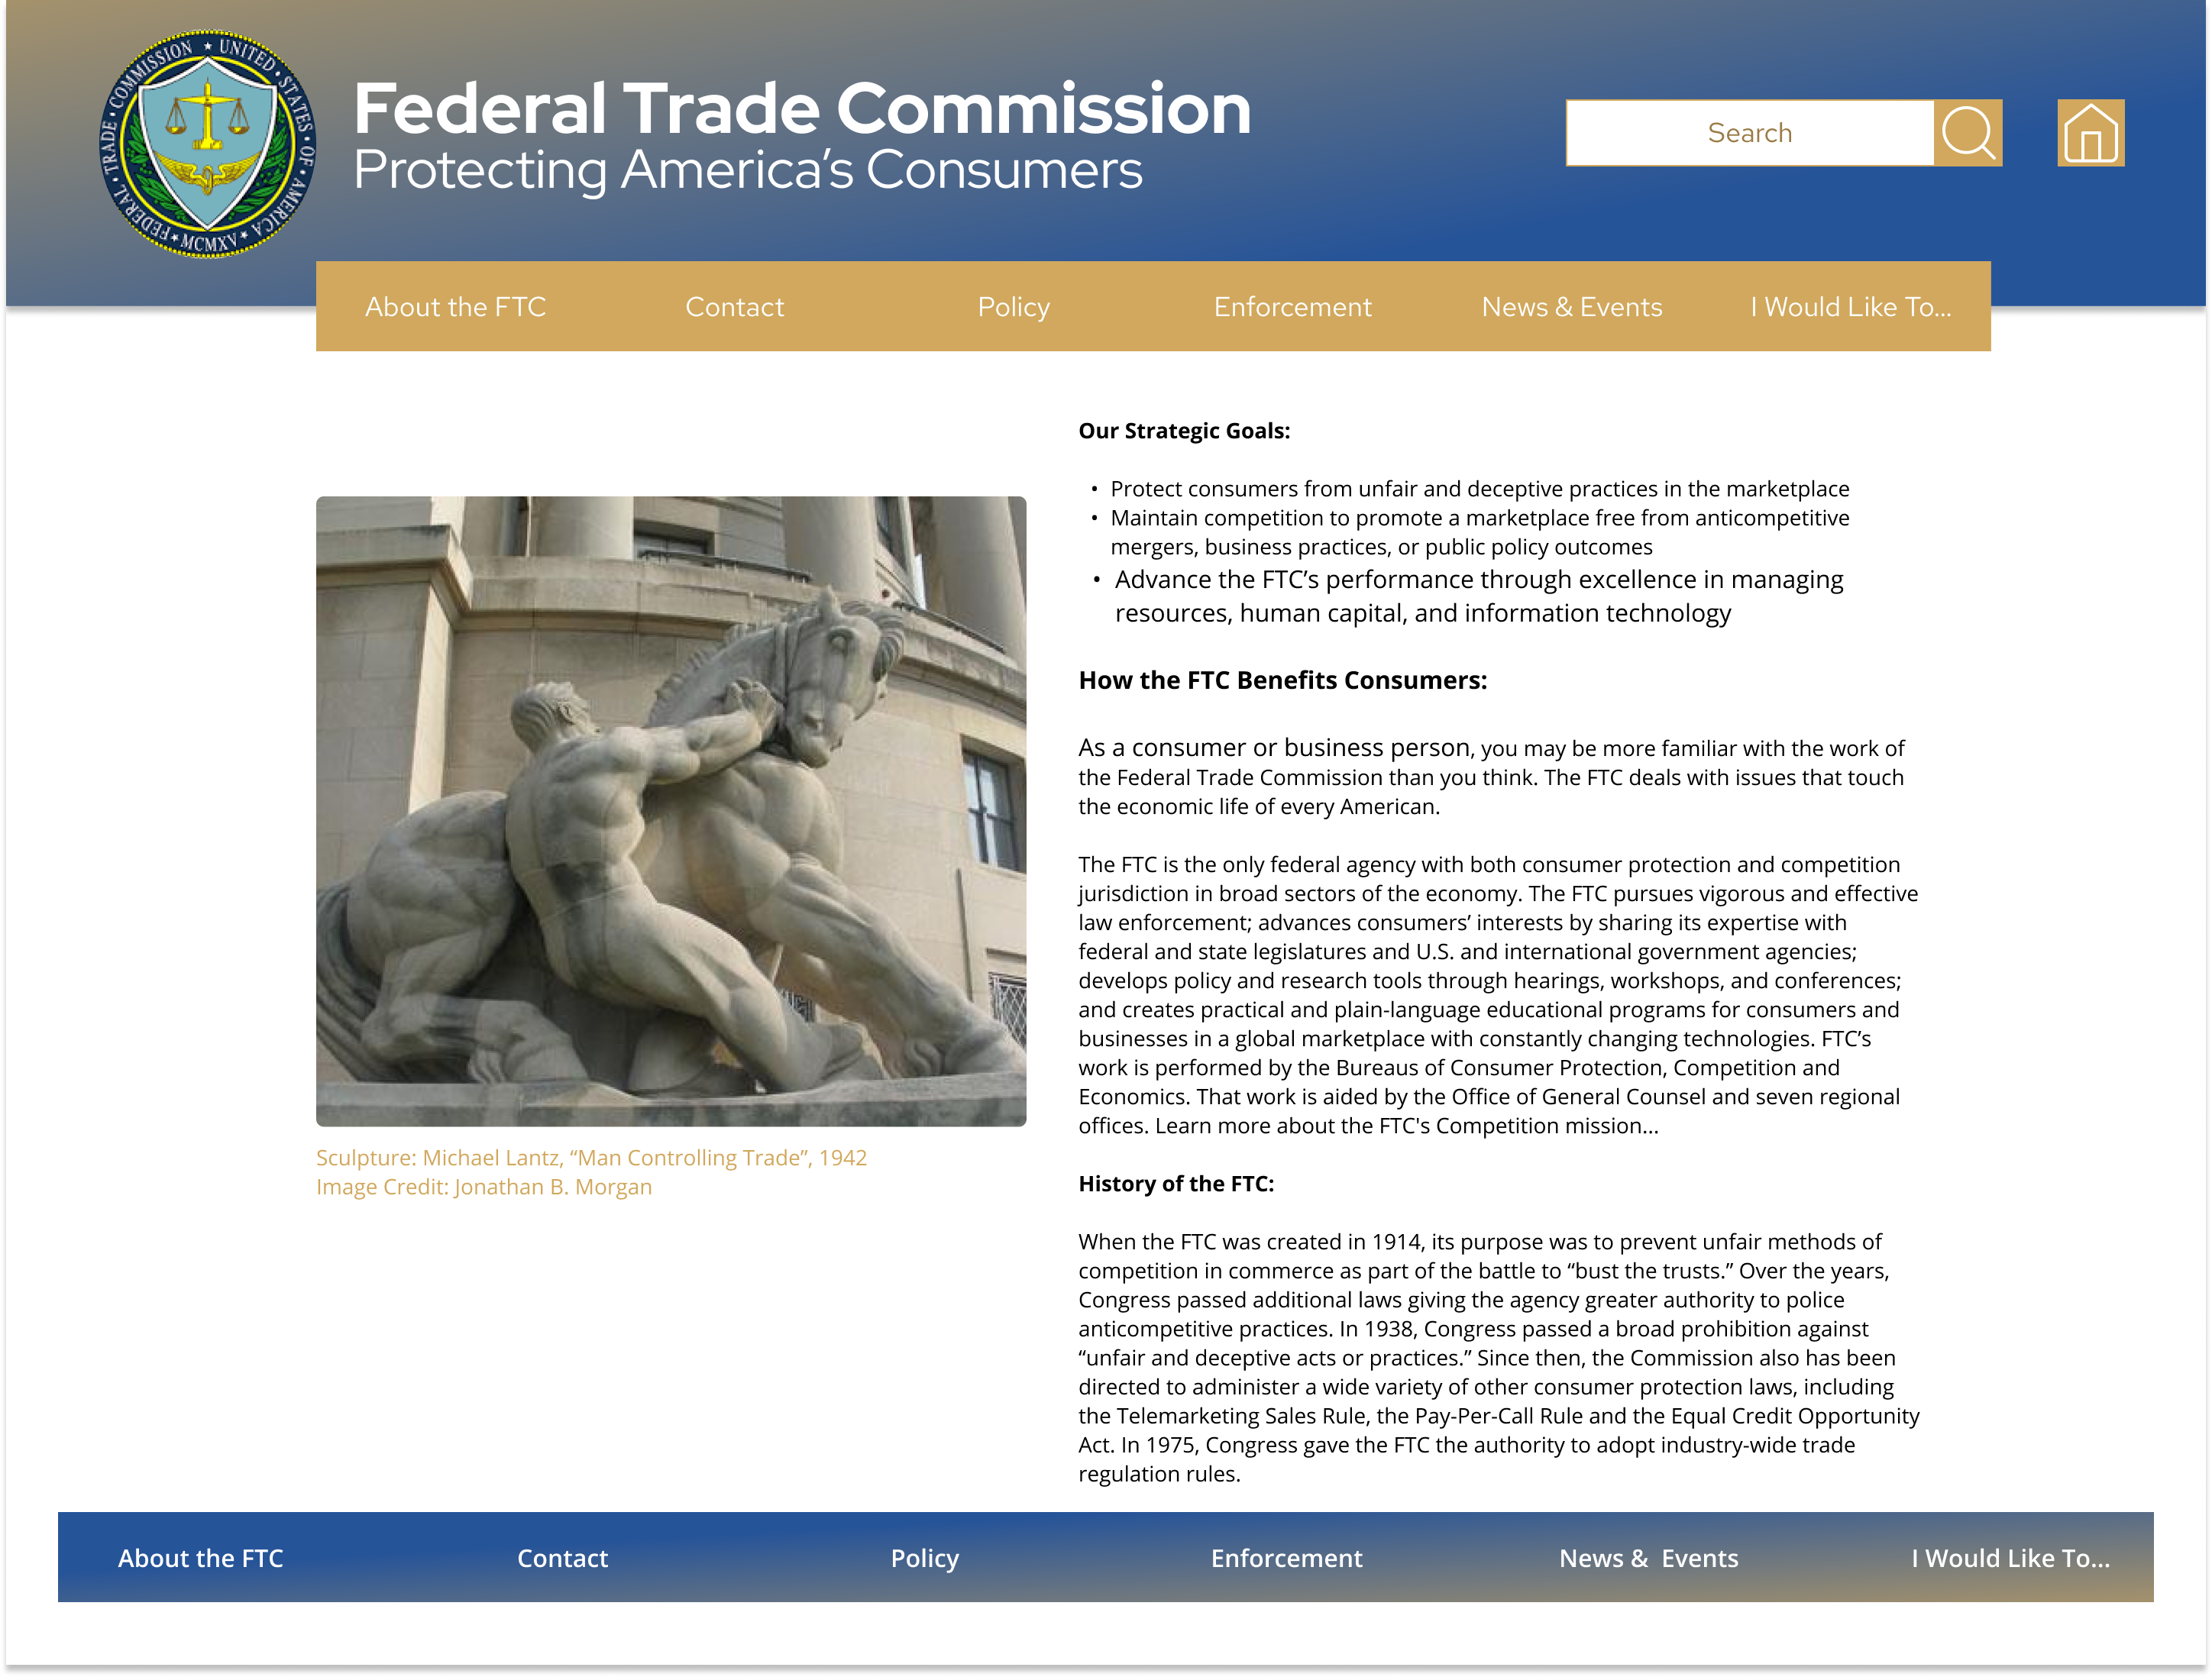 FEDERAL TRADE COMMISSION ★ UNITED STATES OF AMERICA
★ MCMXV ★
Federal Trade Commission
Protecting America’s Consumers
Search
About the FTC
Contact
Policy
Enforcement
News & Events
I Would Like To...
Sculpture: Michael Lantz, “Man Controlling Trade”, 1942
Image Credit: Jonathan B. Morgan
Our Strategic Goals:
• Protect consumers from unfair and deceptive practices in the marketplace
• Maintain competition to promote a marketplace free from anticompetitive
mergers, business practices, or public policy outcomes
• Advance the FTC’s performance through excellence in managing
resources, human capital, and information technology
How the FTC Benefits Consumers:
As a consumer or business person, you may be more familiar with the work of
the Federal Trade Commission than you think. The FTC deals with issues that touch
the economic life of every American.
The FTC is the only federal agency with both consumer protection and competition
jurisdiction in broad sectors of the economy. The FTC pursues vigorous and effective
law enforcement; advances consumers’ interests by sharing its expertise with
federal and state legislatures and U.S. and international government agencies;
develops policy and research tools through hearings, workshops, and conferences;
and creates practical and plain-language educational programs for consumers and
businesses in a global marketplace with constantly changing technologies. FTC’s
work is performed by the Bureaus of Consumer Protection, Competition and
Economics. That work is aided by the Office of General Counsel and seven regional
offices. Learn more about the FTC's Competition mission...
History of the FTC:
When the FTC was created in 1914, its purpose was to prevent unfair methods of
competition in commerce as part of the battle to “bust the trusts.” Over the years,
Congress passed additional laws giving the agency greater authority to police
anticompetitive practices. In 1938, Congress passed a broad prohibition against
“unfair and deceptive acts or practices.” Since then, the Commission also has been
directed to administer a wide variety of other consumer protection laws, including
the Telemarketing Sales Rule, the Pay-Per-Call Rule and the Equal Credit Opportunity
Act. In 1975, Congress gave the FTC the authority to adopt industry-wide trade
regulation rules.
About the FTC
Contact
Policy
Enforcement
News &  Events
I Would Like To...